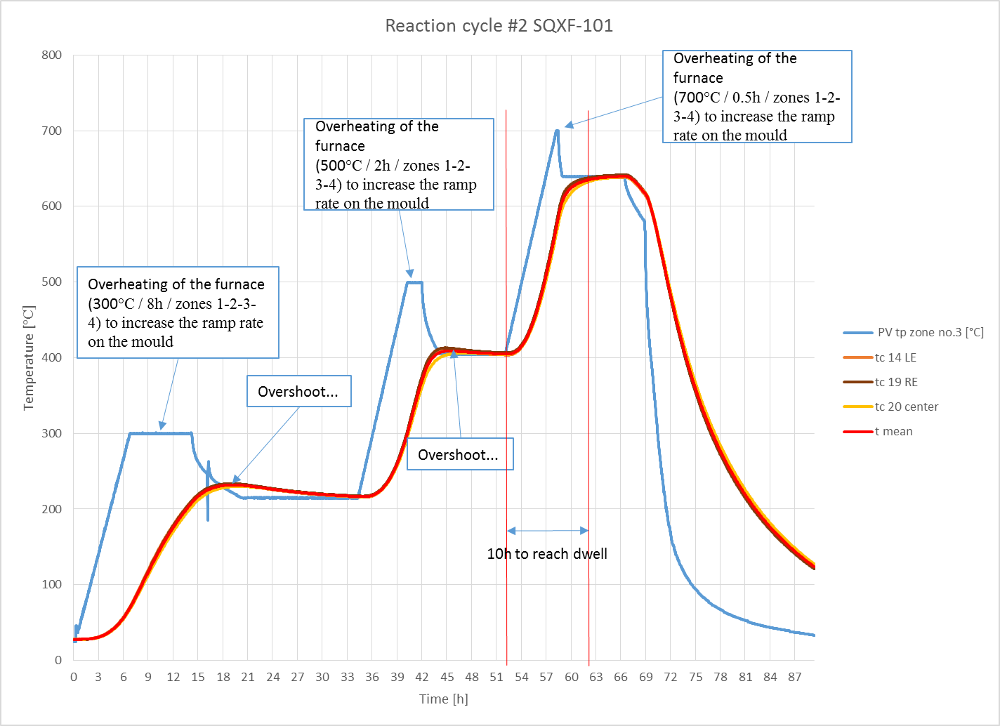 Reaction cycle #2 SQXF-101
Overheating of the
furnace
(700°C / 0.5h / zones 1-2-
3-4) to increase the ramp
rate on the mould
Overheating of the
furnace
(500°C / 2h / zones 1-2-
3-4) to increase the ramp
rate on the mould
Overheating of the furnace
(300°C / 8h / zones 1-2-3-
4) to increase the ramp rate
on the mould
Overshoot...
Overshoot...
10h to reach dwell
Temperature [°C]
800
700
600
500
400
300
200
100
0
0 3 6 9 12 15 18 21 24 27 30 33 36 39 42 45 48 51 54 57 60 63 66 69 72 75 78 81 84 87
Time [h]
PV tp zone no.3 [°C]
tc 14 LE
tc 19 RE
tc 20 center
t mean